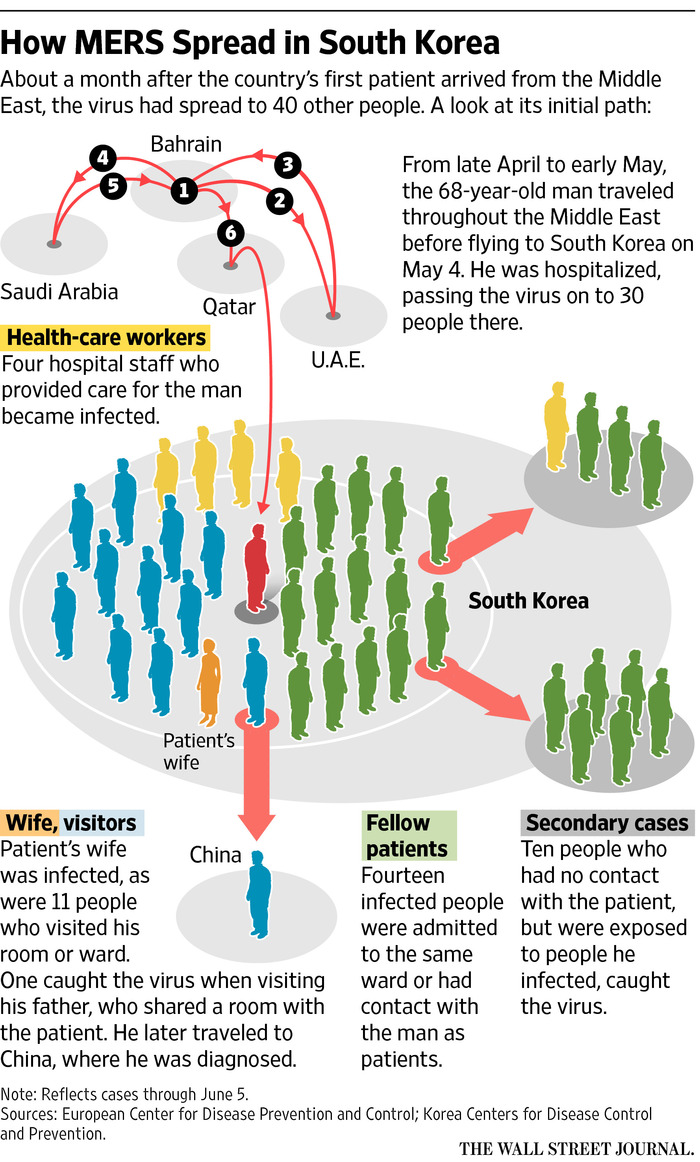 How MERS Spread in South Korea
About a month after the country's first patient arrived from the Middle
East, the virus had spread to 40 other people. A look at its initial path:
Bahrain
4
3
5
1
2
6
Saudi Arabia
Qatar
U.A.E.
From late April to early May,
the 68-year-old man traveled
throughout the Middle East
before flying to South Korea on
May 4. He was hospitalized,
passing the virus on to 30
people there.
Health-care workers
Four hospital staff who
provided care for the man
became infected.
South Korea
Patient's
wife
Wife, visitors
Patient's wife
was infected, as
were 11 people
who visited his
room or ward.
One caught the virus when visiting
his father, who shared a room with
the patient. He later traveled to
China, where he was diagnosed.
China
Fellow
patients
Fourteen
infected people
were admitted
to the same
ward or had
contact with
the man as
patients.
Secondary cases
Ten people who
had no contact
with the patient,
but were exposed
to people he
infected, caught
the virus.
Note: Reflects cases through June 5.
Sources: European Center for Disease Prevention and Control; Korea Centers for Disease Control
and Prevention.
THE WALL STREET JOURNAL.